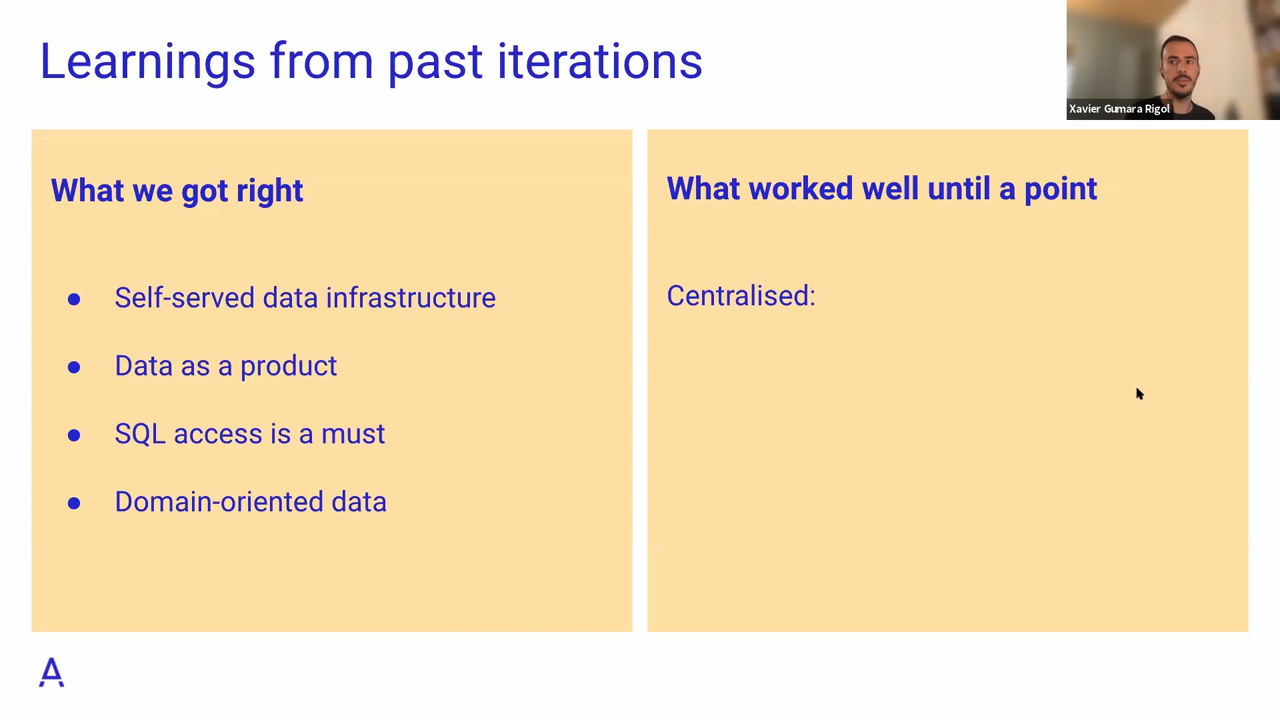 Learnings from past iterations
Xavier Gumara Rigol
What we got right
● Self-served data infrastructure
● Data as a product
● SQL access is a must
● Domain-oriented data
What worked well until a point
Centralised:
A